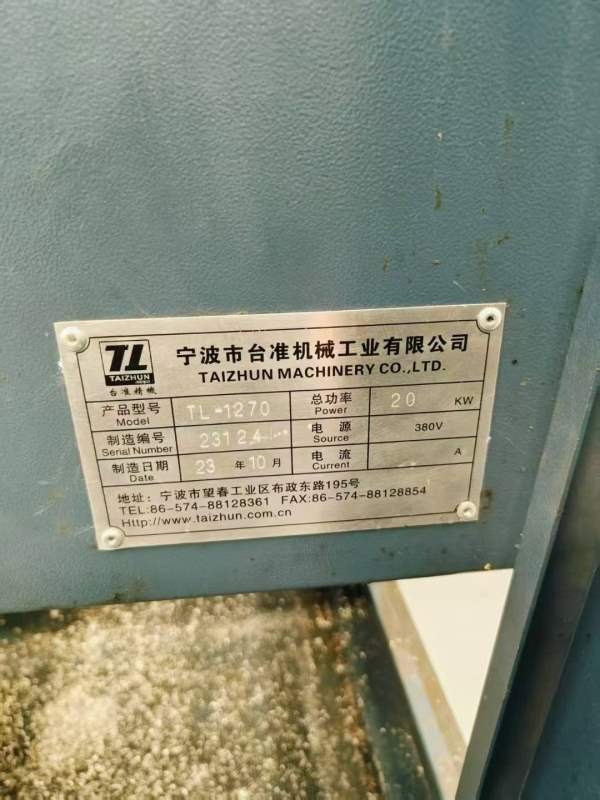 TL
TAIZHUN
台准精械
宁波市台准机械工业有限公司
TAIZHUN MACHINERY CO.,LTD.
产品型号 TL-1270 总功率 20 KW
Model Power
制造编号 23124 电源 380V
Serial Number Source
制造日期 23 年 10 月 电流 A
Date Current
地址: 宁波市望春工业区布政东路195号
TEL:86-574-88128361 FAX:86-574-88128854
Http://www.taizhun.com.cn